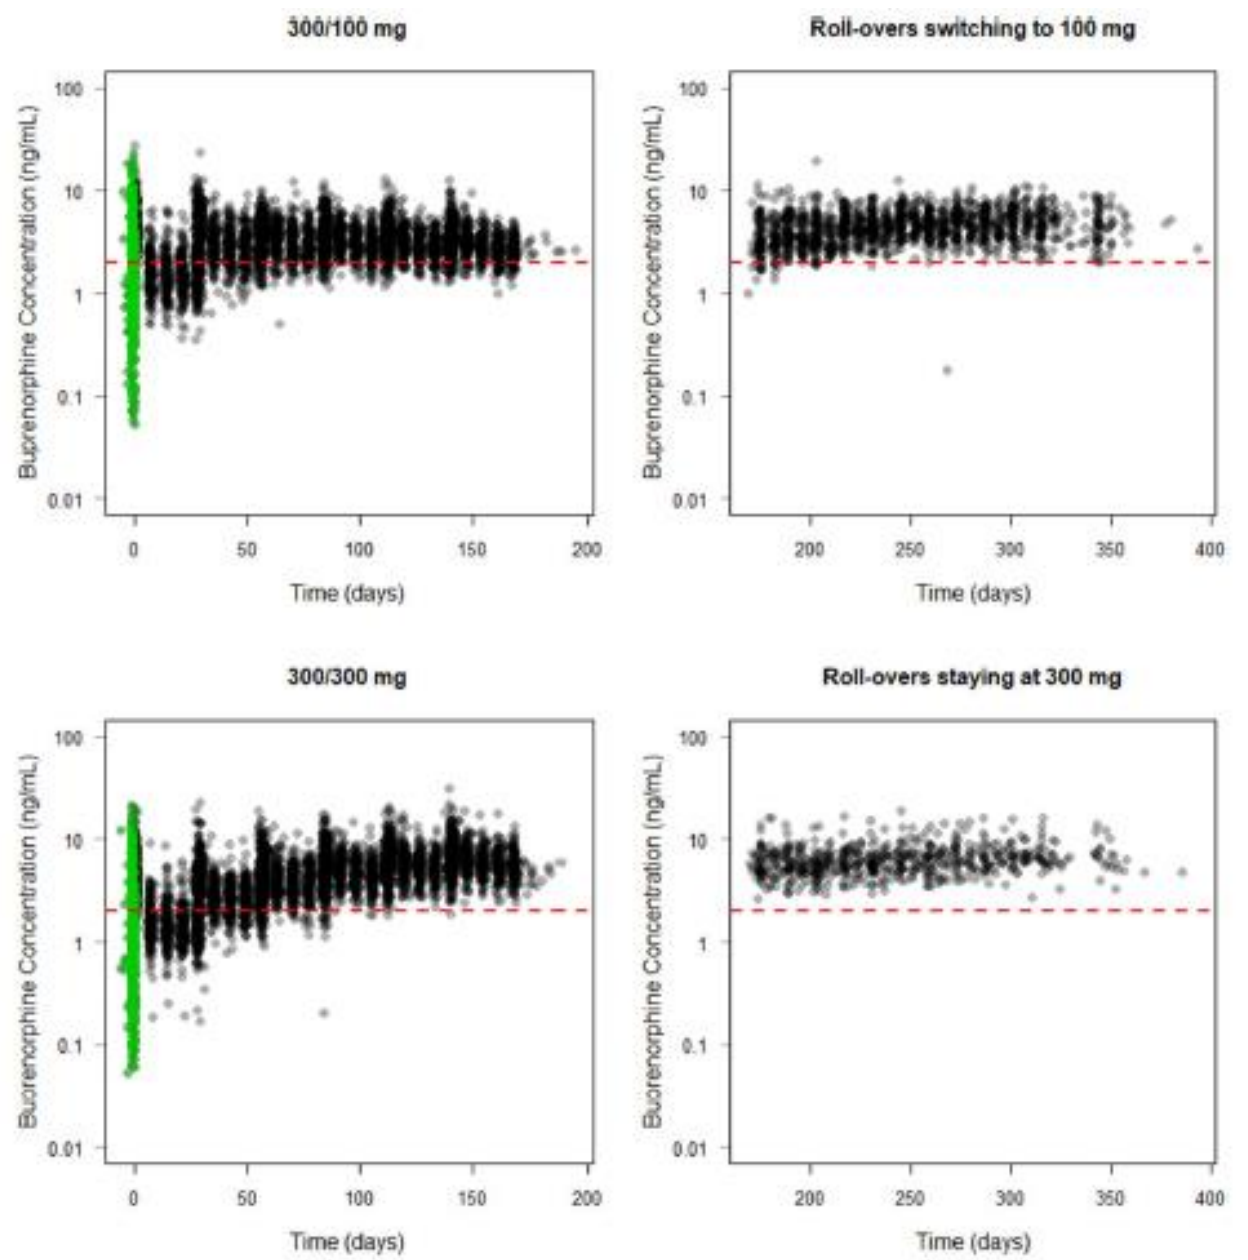 300/100 mg
Buprenorphine Concentration (ng/mL)
100
10
1
0.1
0.01
0 50 100 150 200
Time (days)
Roll-overs switching to 100 mg
Buprenorphine Concentration (ng/mL)
100
10
1
0.1
0.01
200 250 300 350 400
Time (days)
300/300 mg
Buprenorphine Concentration (ng/mL)
100
10
1
0.1
0.01
0 50 100 150 200
Time (days)
Roll-overs staying at 300 mg
Buprenorphine Concentration (ng/mL)
100
10
1
0.1
0.01
200 250 300 350 400
Time (days)